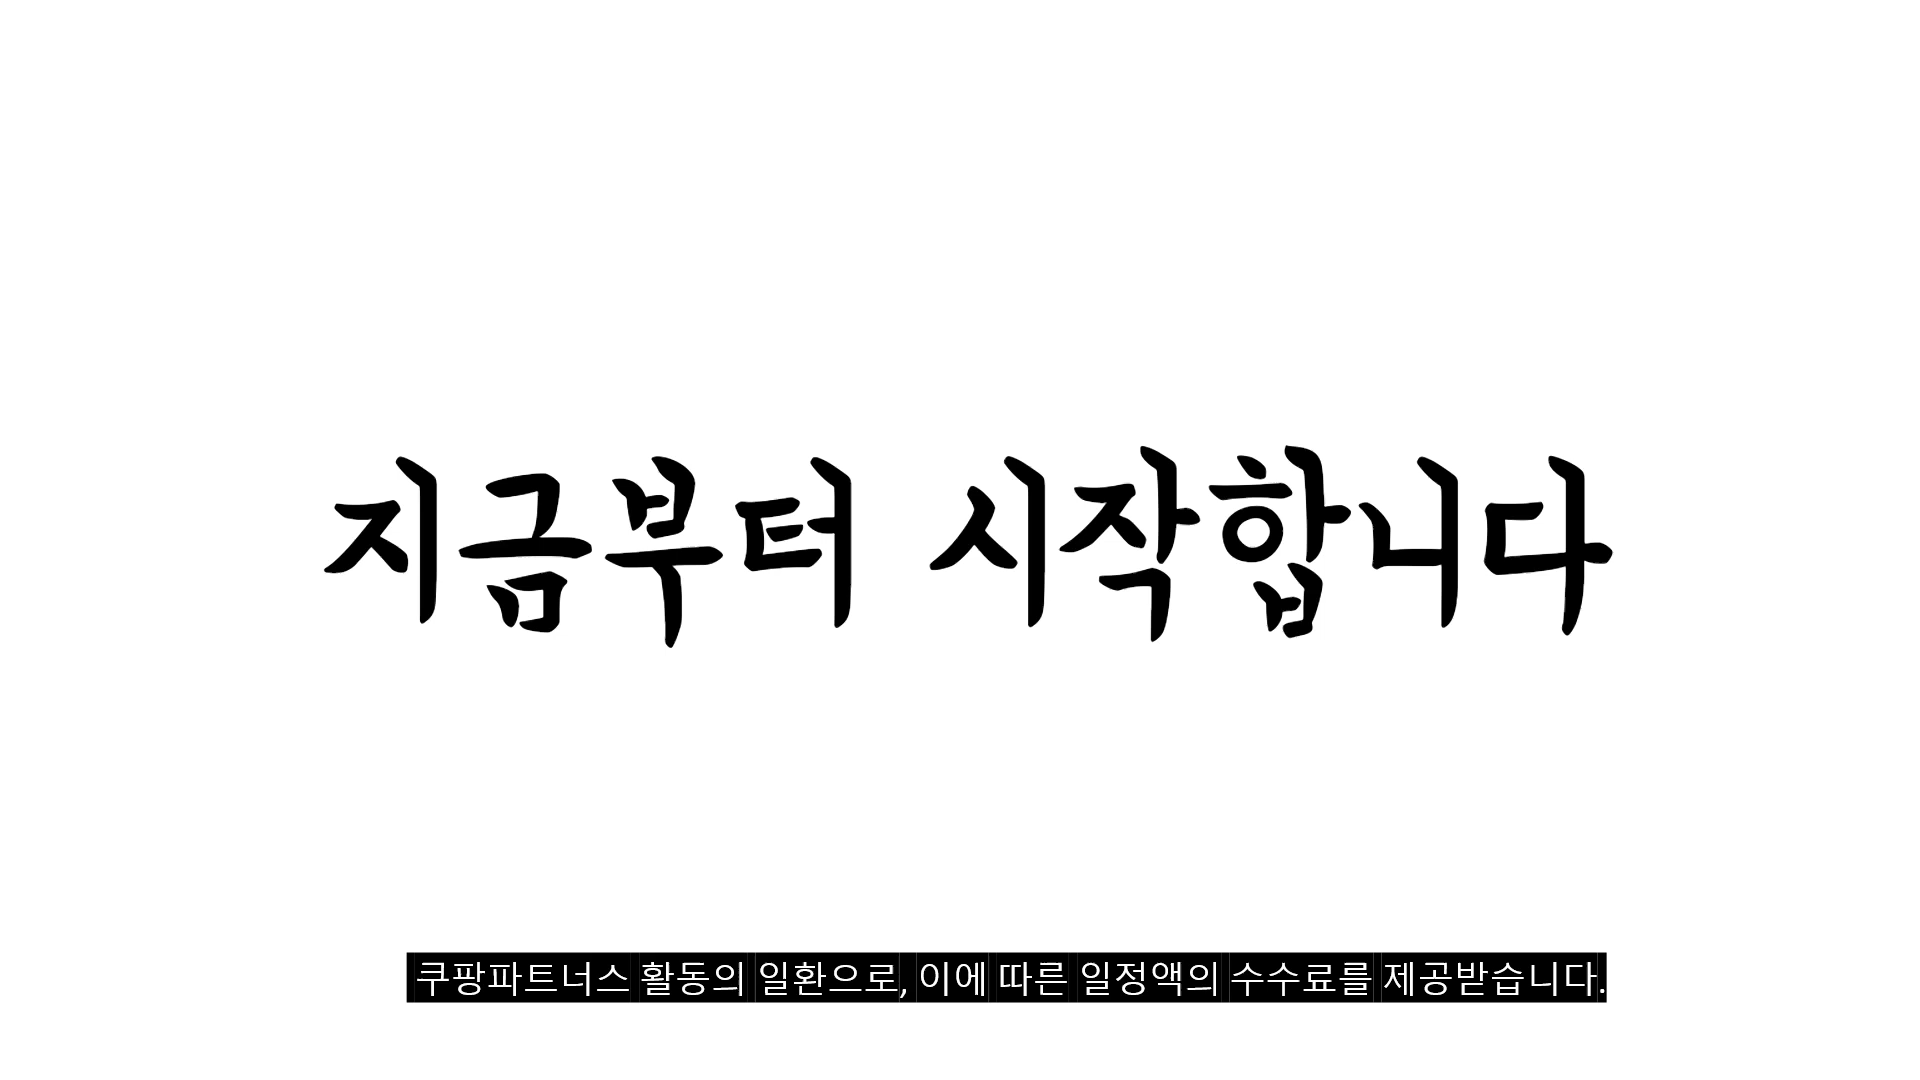 지금부터 시작합니다
쿠팡파트너스 활동의 일환으로, 이에 따른 일정액의 수수료를 제공받습니다.